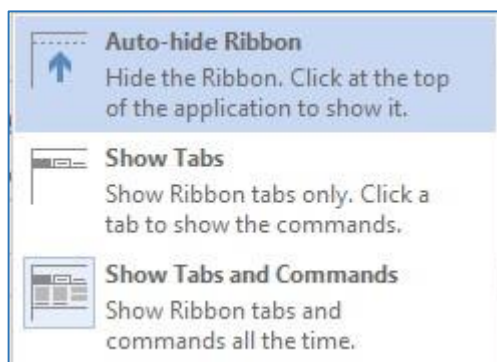 Auto-hide Ribbon
Hide the Ribbon. Click at the top
of the application to show it.
Show Tabs
Show Ribbon tabs only. Click a
tab to show the commands.
Show Tabs and Commands
Show Ribbon tabs and
commands all the time.